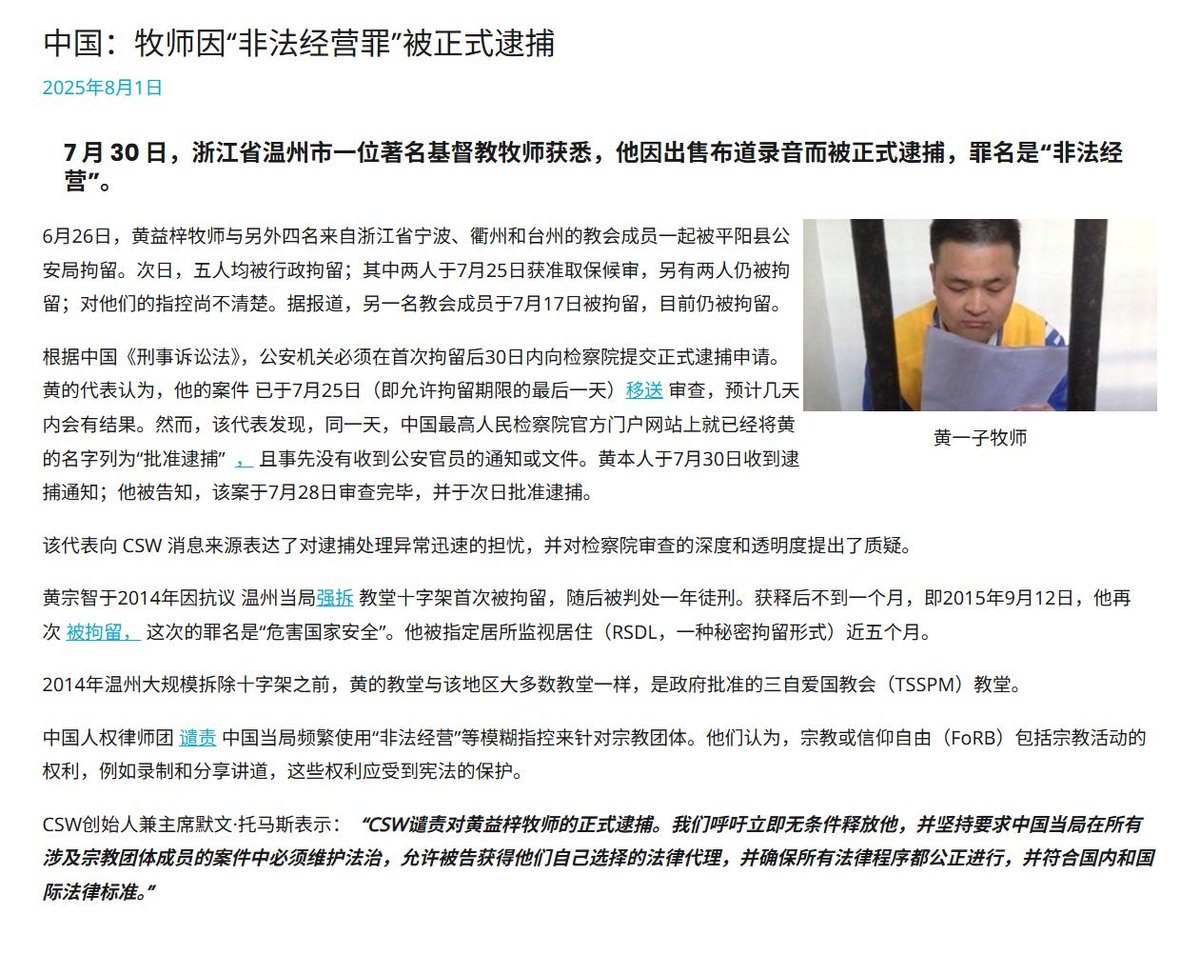 中国：牧师因“非法经营罪”被正式逮捕
2025年8月1日
7 月 30 日，浙江省温州市一位著名基督教牧师获悉，他因出售布道录音而被正式逮捕，罪名是“非法经
营”。
6月26日，黄益梓牧师与另外四名来自浙江省宁波、衢州和台州的教会成员一起被平阳县公
安局拘留。次日，五人均被行政拘留；其中两人于7月25日获准取保候审，另有两人仍被拘
留；对他们的指控尚不清楚。据报道，另一名教会成员于7月17日被拘留，目前仍被拘留。
根据中国《刑事诉讼法》，公安机关必须在首次拘留后30日内向检察院提交正式逮捕申请。
黄的代表认为，他的案件 已于7月25日（即允许拘留期限的最后一天）移送 审查，预计几天
内会有结果。然而，该代表发现，同一天，中国最高人民检察院官方门户网站上就已经将黄
的名字列为“批准逮捕” ， 且事先没有收到公安官员的通知或文件。黄本人于7月30日收到逮
捕通知；他被告知，该案于7月28日审查完毕，并于次日批准逮捕。
黄一子牧师
该代表向 CSW 消息来源表达了对逮捕处理异常迅速的担忧，并对检察院审查的深度和透明度提出了质疑。
黄宗智于2014年因抗议 温州当局强拆 教堂十字架首次被拘留，随后被判处一年徒刑。获释后不到一个月，即2015年9月12日，他再
次 被拘留， 这次的罪名是“危害国家安全”。他被指定居所监视居住（RSDL，一种秘密拘留形式）近五个月。
2014年温州大规模拆除十字架之前，黄的教堂与该地区大多数教堂一样，是政府批准的三自爱国教会（TSSPM）教堂。
中国人权律师团 谴责 中国当局频繁使用“非法经营”等模糊指控来针对宗教团体。他们认为，宗教或信仰自由（FoRB）包括宗教活动的
权利，例如录制和分享讲道，这些权利应受到宪法的保护。
CSW创始人兼主席默文·托马斯表示： “CSW谴责对黄益梓牧师的正式逮捕。我们呼吁立即无条件释放他，并坚持要求中国当局在所有
涉及宗教团体成员的案件中必须维护法治，允许被告获得他们自己选择的法律代理，并确保所有法律程序都公正进行，并符合国内和国
际法律标准。”